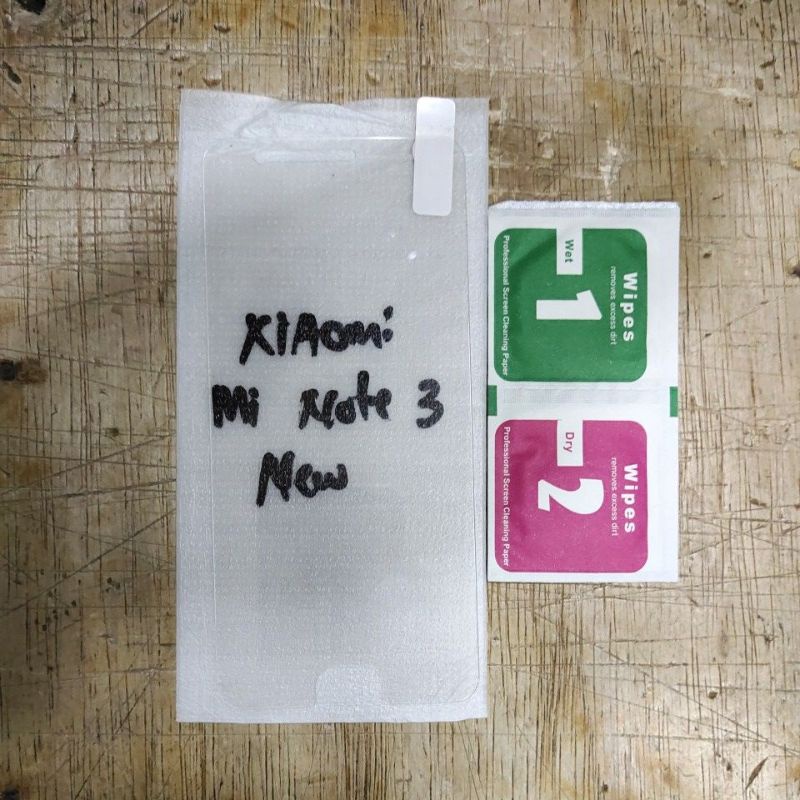 XIAomi
Mi Note 3
New
Wet
1
Wipes
removes excess dirt
Professional Screen Cleaning Paper
Dry
2
Wipes
removes excess dirt
Professional Screen Cleaning Paper